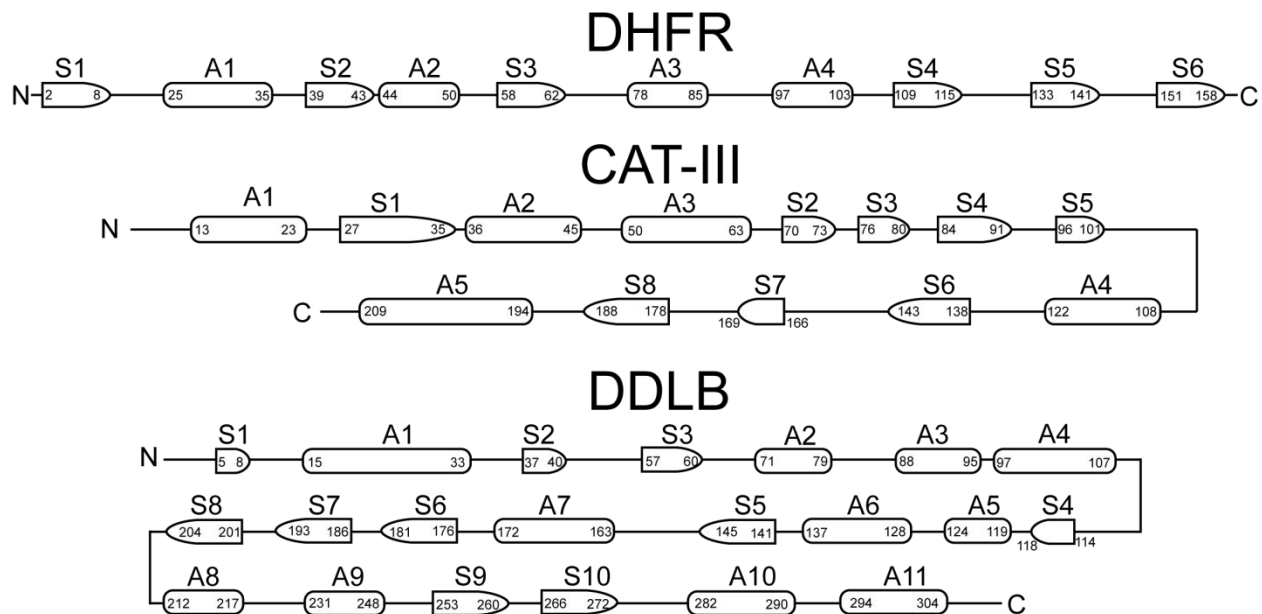 DHFR
S1 A1 S2 A2 S3 A3 A4 S4 S5 S6
N 2 8 25 35 39 43 44 50 58 62 78 85 97 103 109 115 133 141 151 158 C
CAT-III
A1 S1 A2 A3 S2 S3 S4 S5
N 13 23 27 35 36 45 50 63 70 73 76 80 84 91 96 101
A5 S8 S7 S6 A4
C 209 194 188 178 169 166 143 138 122 108
DDLB
S1 A1 S2 S3 A2 A3 A4
N 5 8 15 33 37 40 57 60 71 79 88 95 97 107
S8 S7 S6 A7 S5 A6 A5 S4
204 201 193 186 181 176 172 163 145 141 137 128 124 119 118 114
A8 A9 S9 S10 A10 A11
212 217 231 248 253 260 266 272 282 290 294 304 C